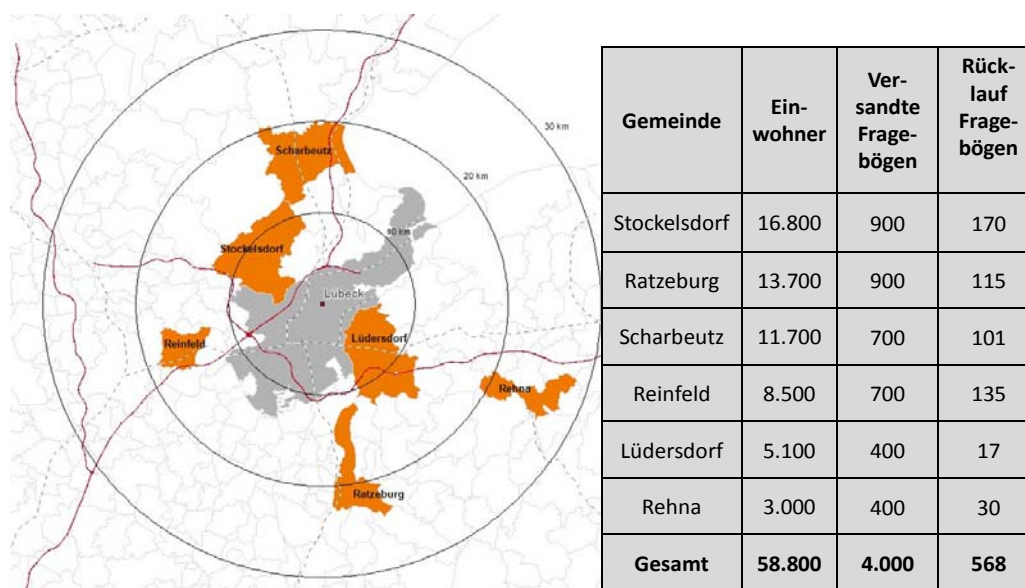 30 km
Scharbeutz
20 km
10 km
Stockelsdorf
Lübeck
Reinfeld
Lüdersdorf
Rehna
Ratzeburg
Gemeinde
Ein-
wohner
Ver-
sandte
Frage-
bögen
Rück-
lauf
Frage-
bögen
Stockelsdorf 16.800 900 170
Ratzeburg 13.700 900 115
Scharbeutz 11.700 700 101
Reinfeld 8.500 700 135
Lüdersdorf 5.100 400 17
Rehna 3.000 400 30
Gesamt 58.800 4.000 568